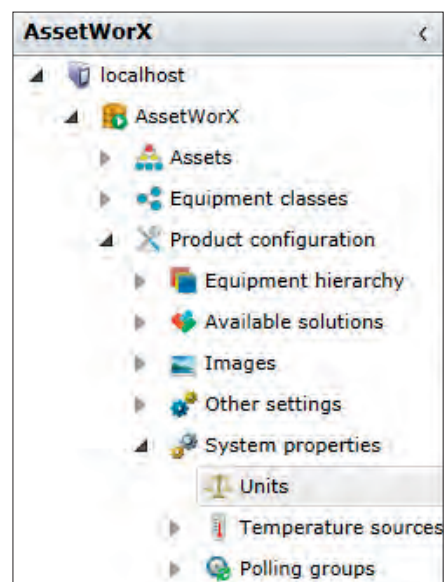 AssetWorX
localhost
AssetWorX
Assets
Equipment classes
Product configuration
Equipment hierarchy
Available solutions
Images
Other settings
System properties
Units
Temperature sources
Polling groups